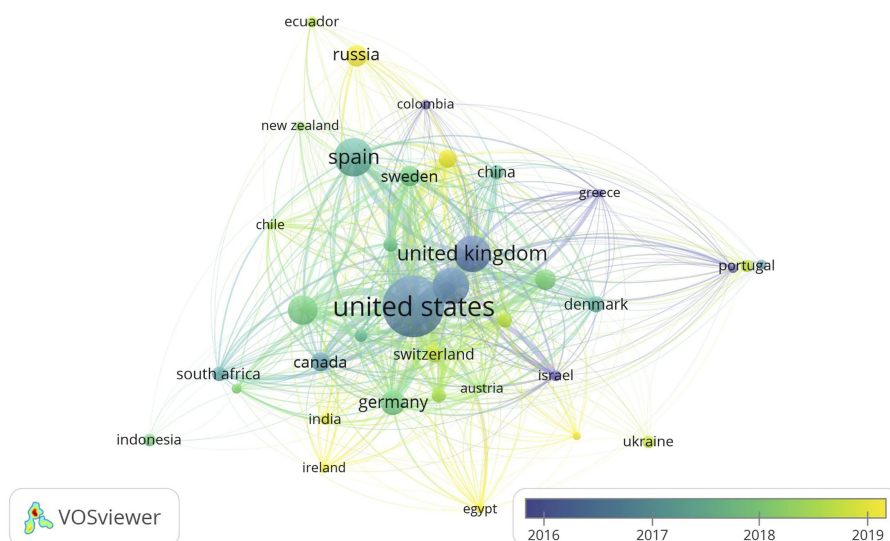 ecuador
russia
colombia
new zealand
spain
sweden
china
greece
chile
united kingdom
portugal
united states
denmark
switzerland
canada
south africa
israel
austria
germany
india
indonesia
ukraine
ireland
egypt
VOSviewer
2016 2017 2018 2019